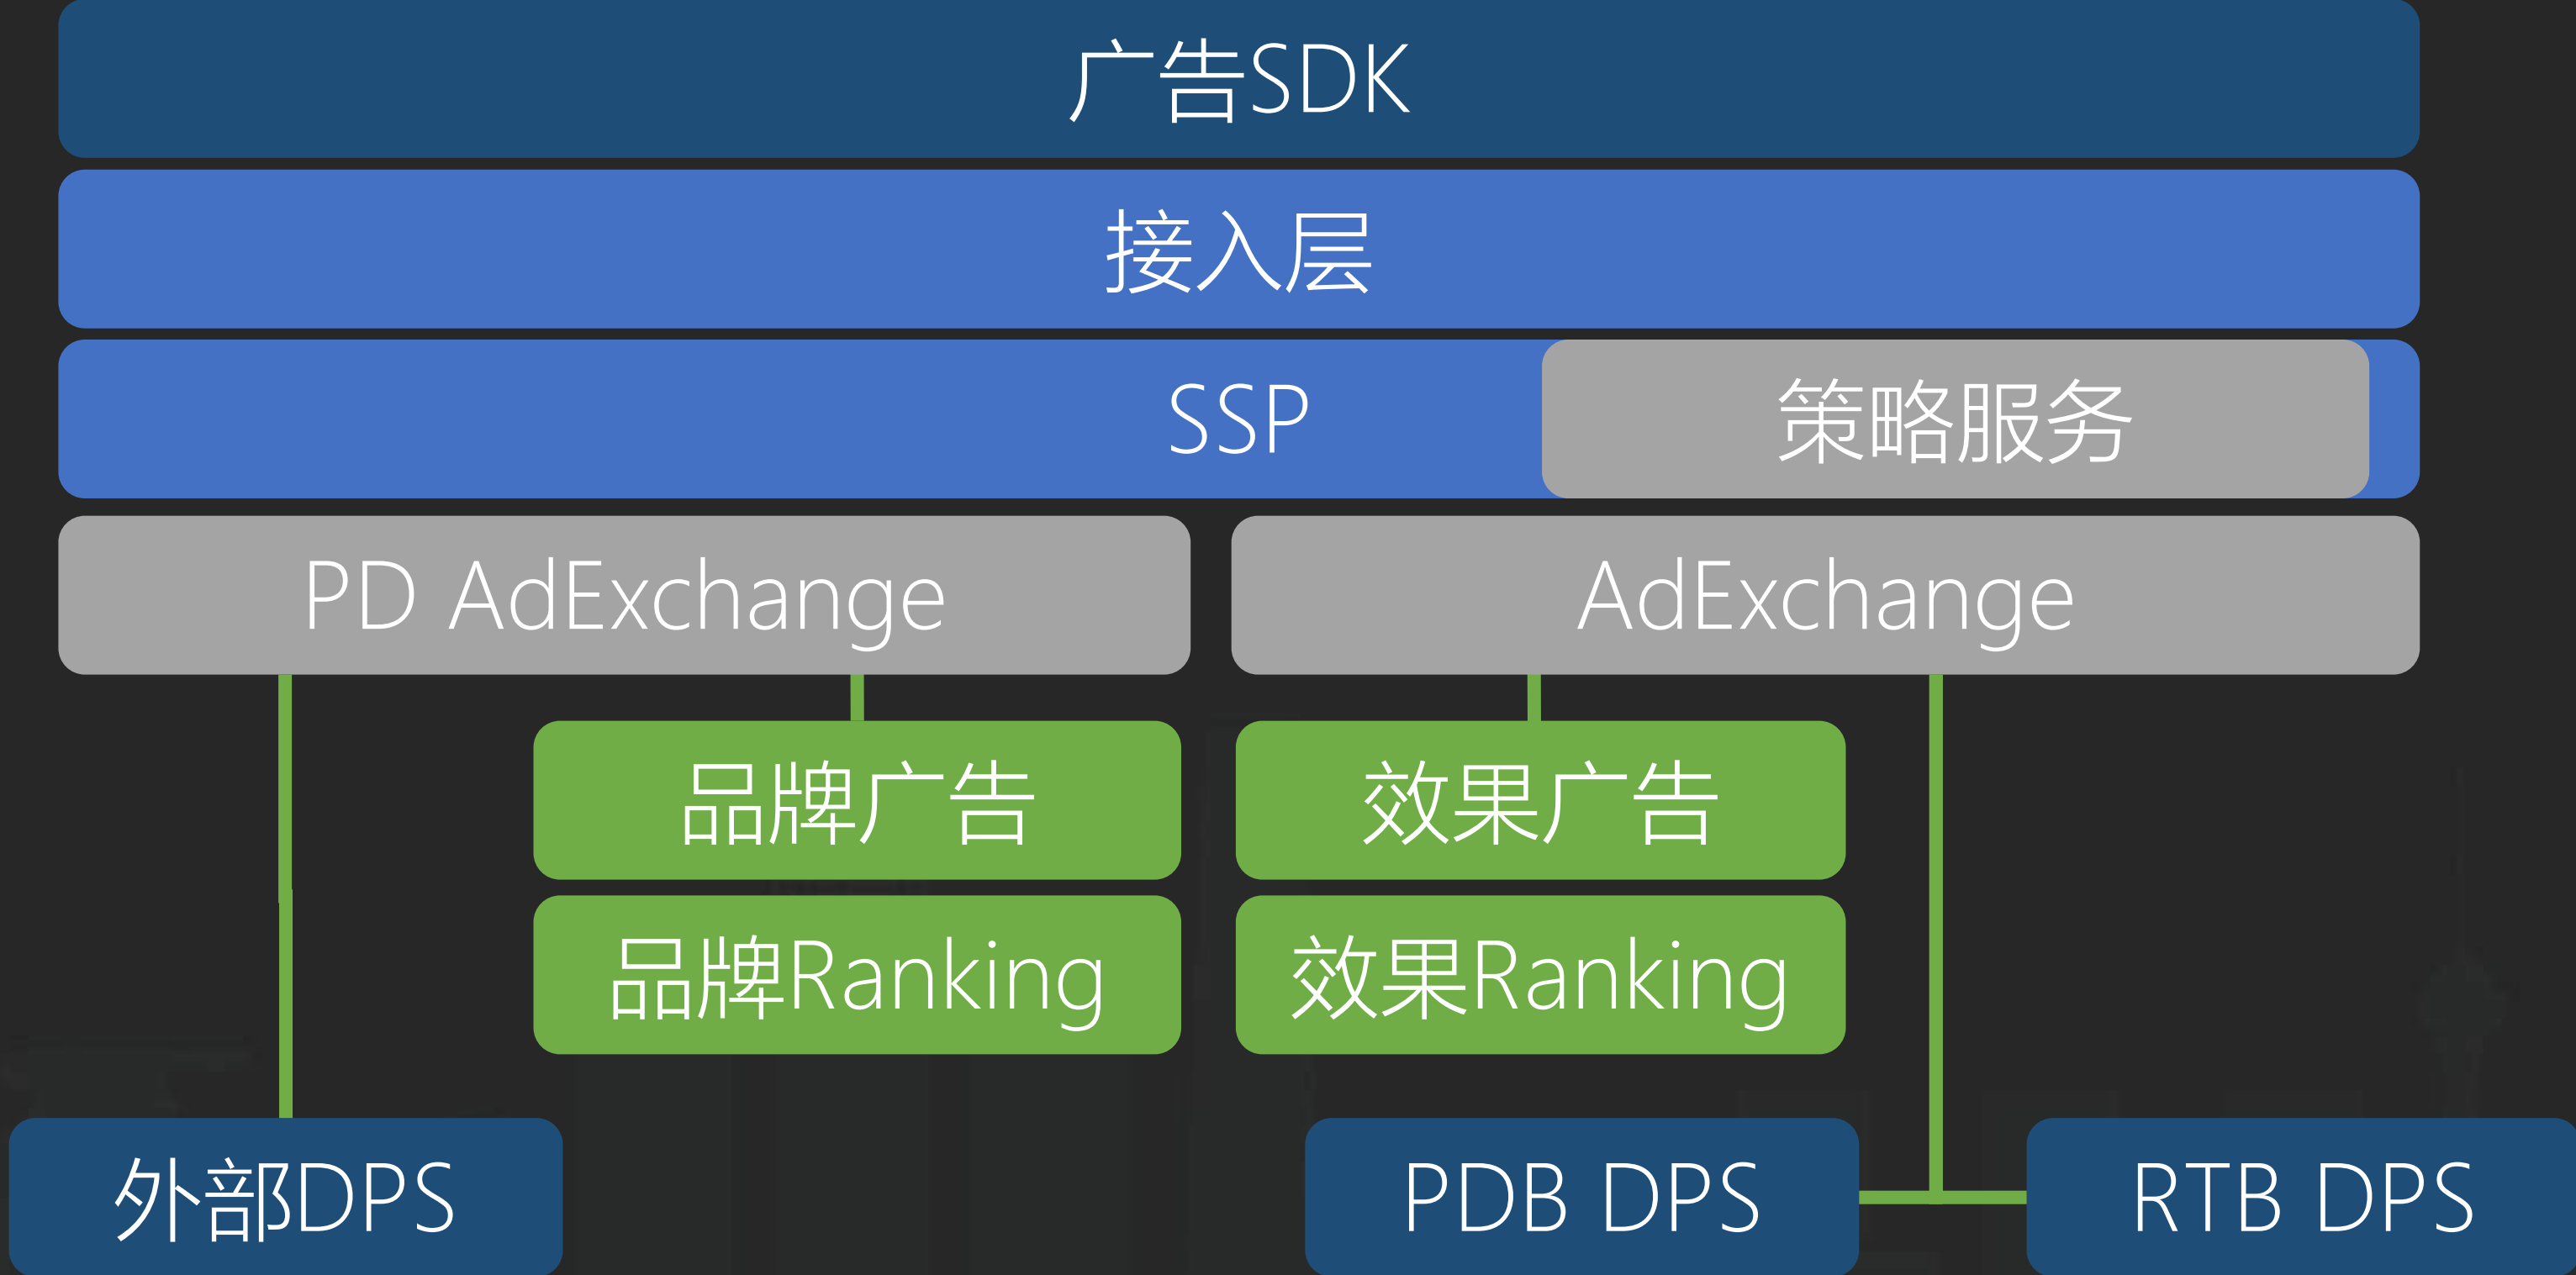 广告SDK
接入层
SSP
策略服务
PD AdExchange
AdExchange
品牌广告
效果广告
品牌Ranking
效果Ranking
外部DPS
PDB DPS
RTB DPS